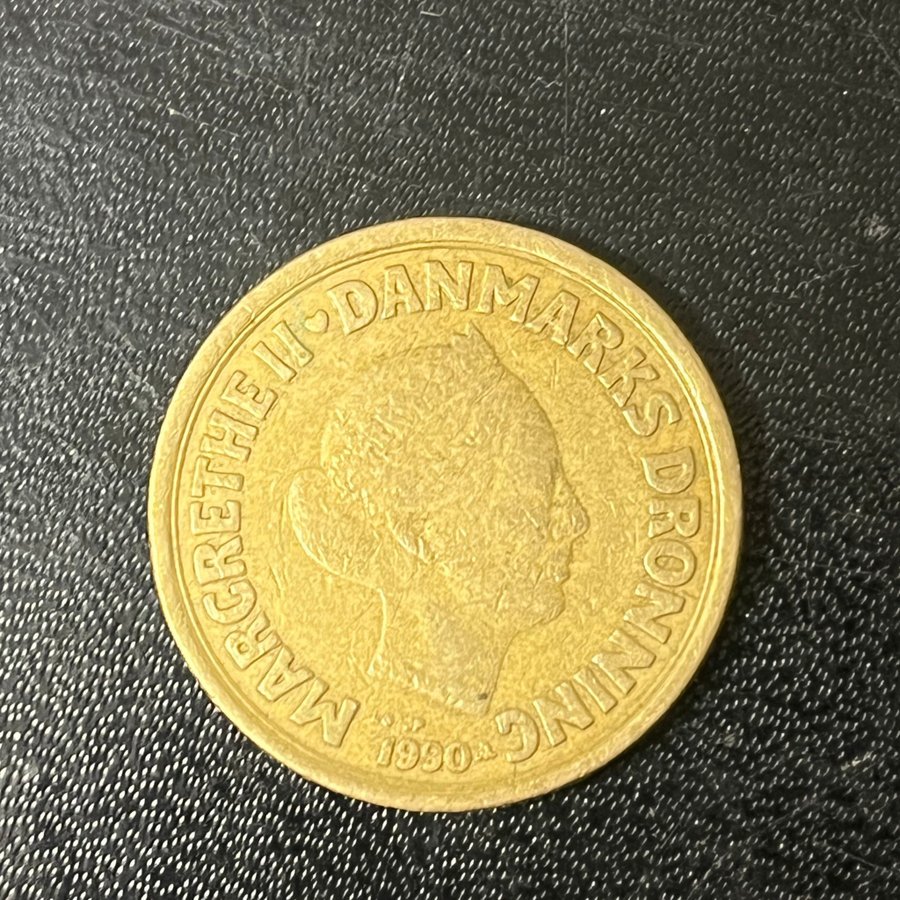 MARGRETHE II ♥ DANMARKS DRONNING
1990